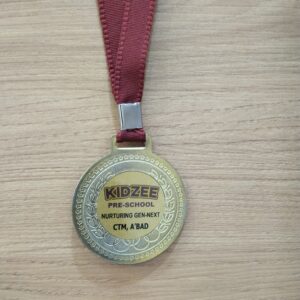 KIDZEE
PRE-SCHOOL
NURTURING GEN-NEXT
CTM, A'BAD